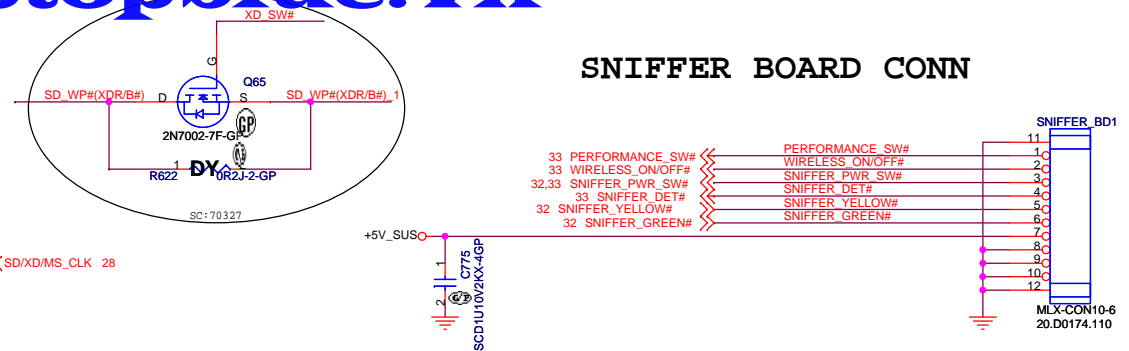 XD_SW#
G
Q65
SD_WP#(XDR/B#) D S SD_WP#(XDR/B#)_1
GP
2N7002-7F-GP
1 DY
R622 0R2J-2-GP
SC:70327
SD/XD/MS_CLK 28
SNIFFER BOARD CONN
SNIFFER_BD1
11
33 PERFORMANCE_SW# PERFORMANCE_SW# 1
33 WIRELESS_ON/OFF# WIRELESS_ON/OFF# 2
32,33 SNIFFER_PWR_SW# SNIFFER_PWR_SW# 3
33 SNIFFER_DET# SNIFFER_DET# 4
32 SNIFFER_YELLOW# SNIFFER_YELLOW# 5
32 SNIFFER_GREEN# SNIFFER_GREEN# 6
+5V_SUS 7
8
9
10
12
1 2
C775
SCD1U10V2KX-4GP
MLX-CON10-6
20.D0174.110